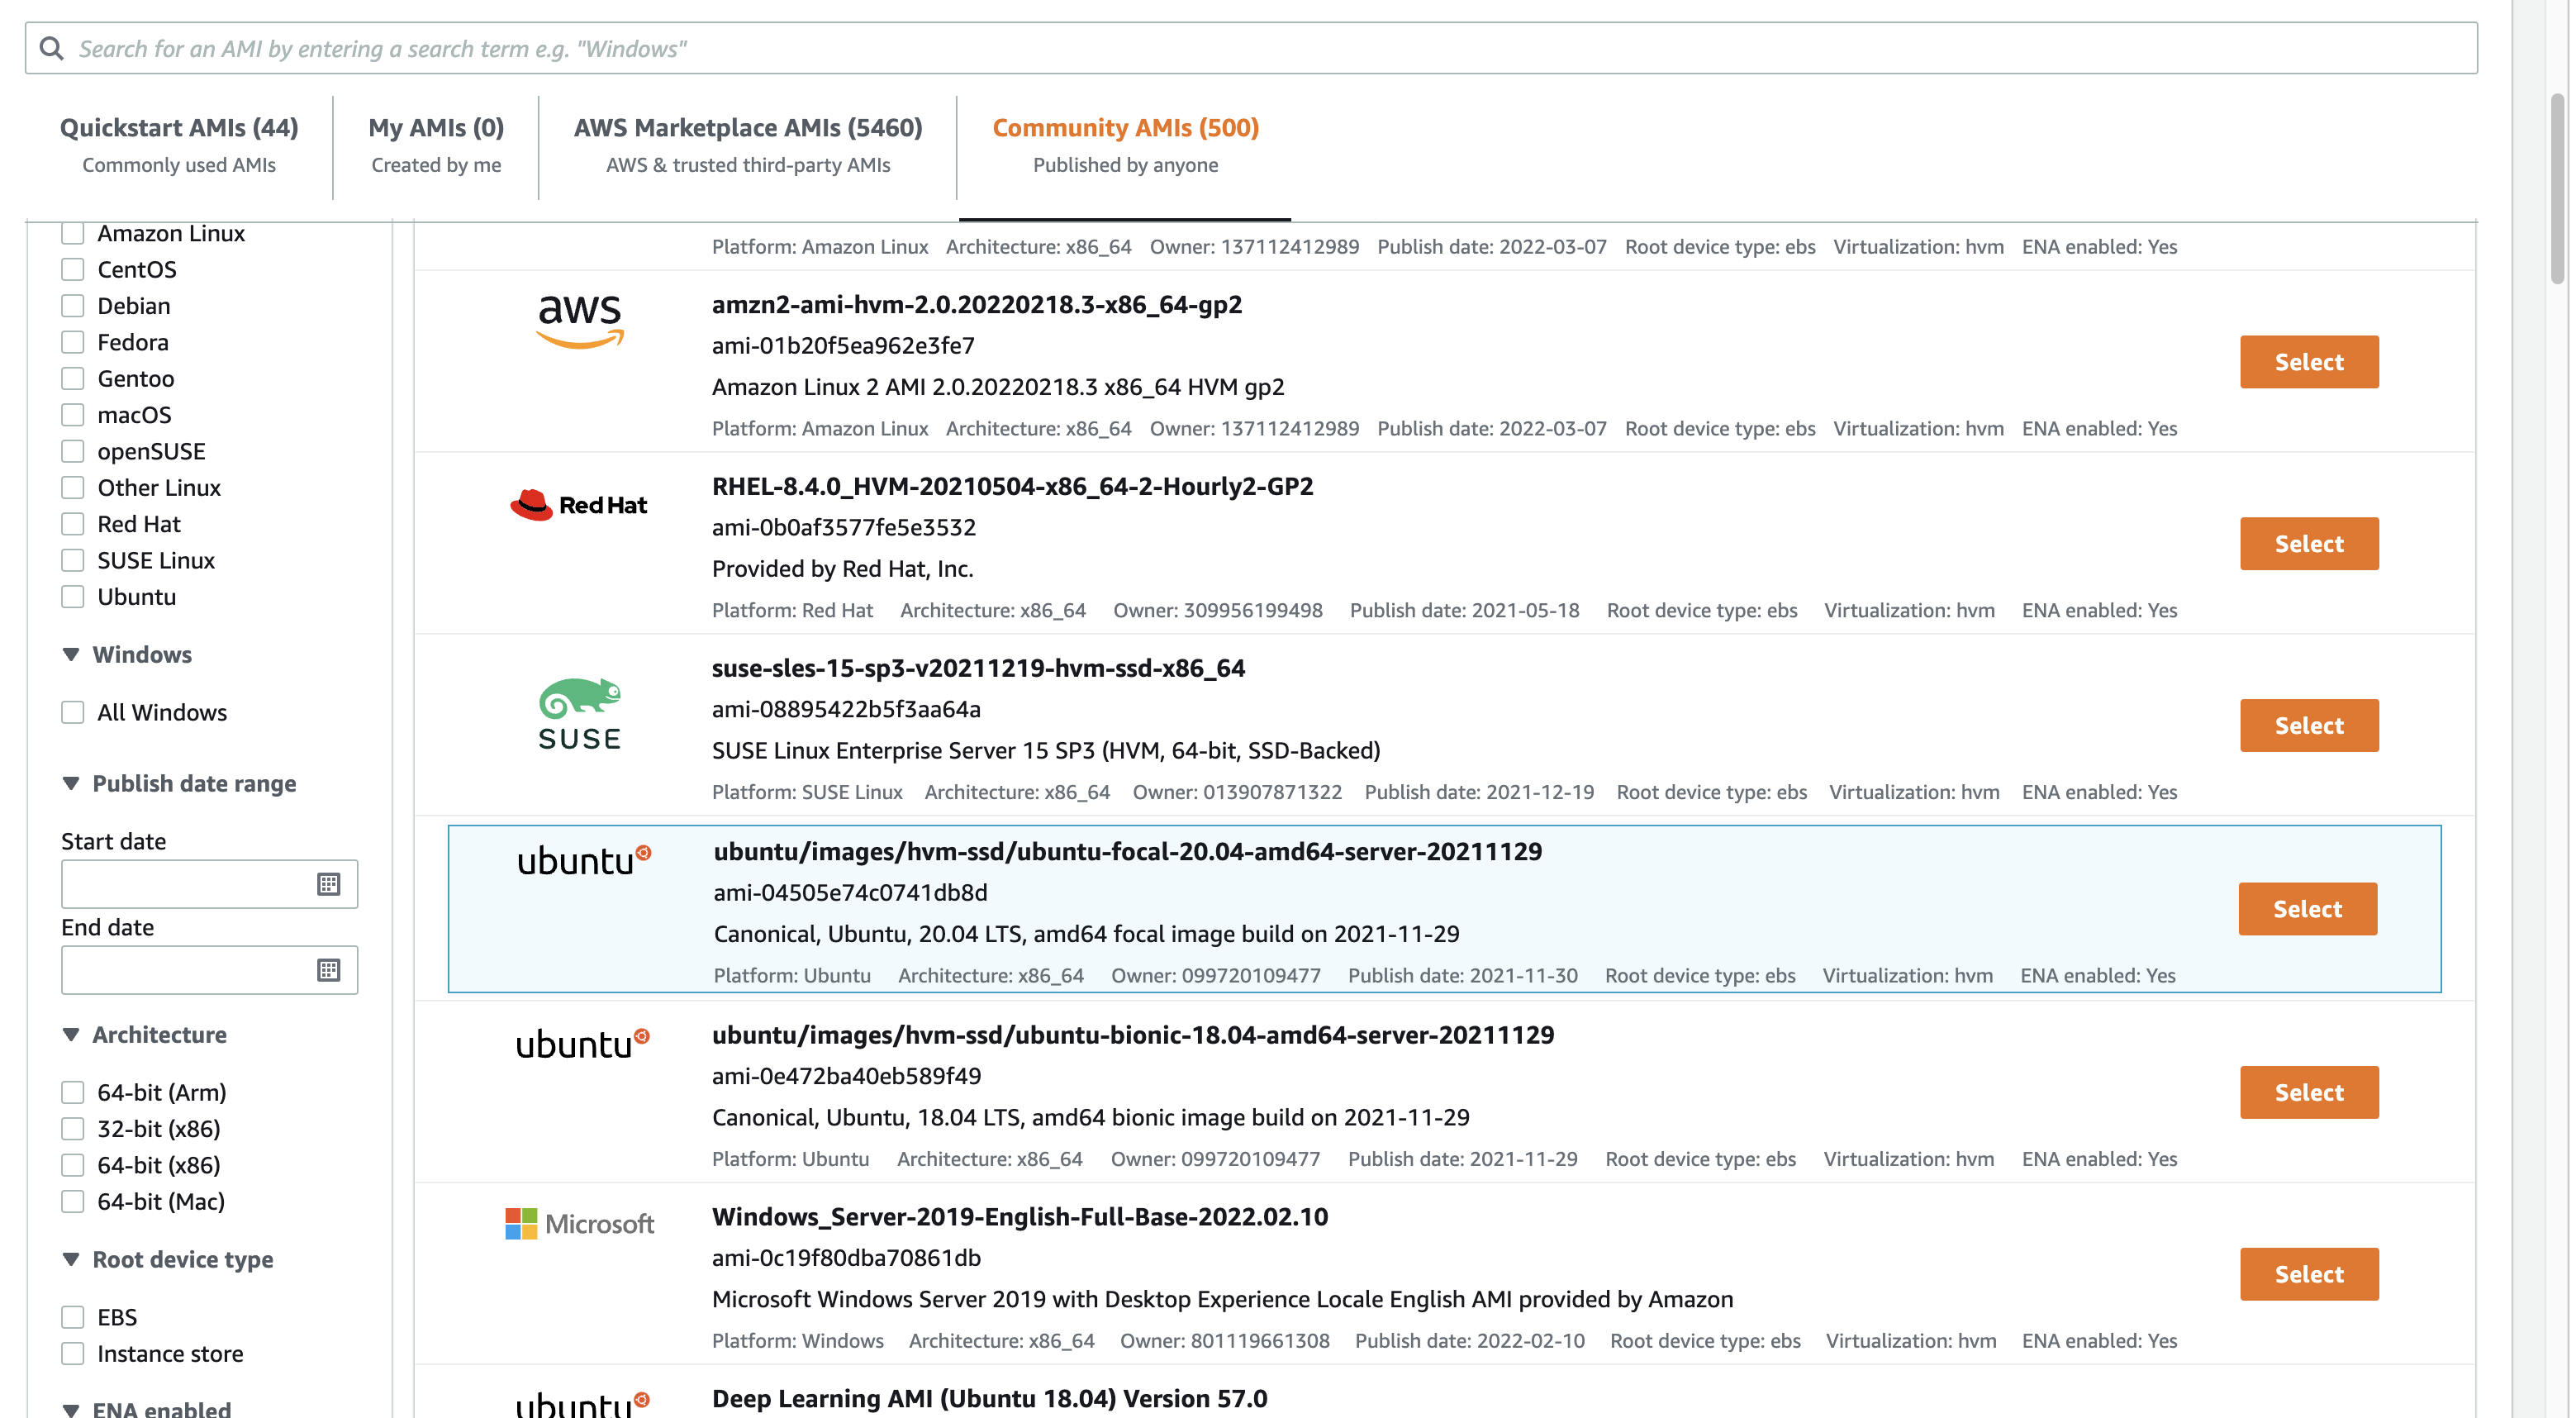 Search for an AMI by entering a search term e.g. "Windows"
Quickstart AMIs (44)
Commonly used AMIs
My AMIs (0)
Created by me
AWS Marketplace AMIs (5460)
AWS & trusted third-party AMIs
Community AMIs (500)
Published by anyone
Amazon Linux
CentOS
Debian
Fedora
Gentoo
macOS
openSUSE
Other Linux
Red Hat
SUSE Linux
Ubuntu
Windows
All Windows
Publish date range
Start date
End date
Architecture
64-bit (Arm)
32-bit (x86)
64-bit (x86)
64-bit (Mac)
Root device type
EBS
Instance store
ENA enabled
Platform: Amazon Linux Architecture: x86_64 Owner: 137112412989 Publish date: 2022-03-07 Root device type: ebs Virtualization: hvm ENA enabled: Yes
aws
amzn2-ami-hvm-2.0.20220218.3-x86_64-gp2
ami-01b20f5ea962e3fe7
Amazon Linux 2 AMI 2.0.20220218.3 x86_64 HVM gp2
Platform: Amazon Linux Architecture: x86_64 Owner: 137112412989 Publish date: 2022-03-07 Root device type: ebs Virtualization: hvm ENA enabled: Yes
Select
Red Hat
RHEL-8.4.0_HVM-20210504-x86_64-2-Hourly2-GP2
ami-0b0af3577fe5e3532
Provided by Red Hat, Inc.
Platform: Red Hat Architecture: x86_64 Owner: 309956199498 Publish date: 2021-05-18 Root device type: ebs Virtualization: hvm ENA enabled: Yes
Select
SUSE
suse-sles-15-sp3-v20211219-hvm-ssd-x86_64
ami-08895422b5f3aa64a
SUSE Linux Enterprise Server 15 SP3 (HVM, 64-bit, SSD-Backed)
Platform: SUSE Linux Architecture: x86_64 Owner: 013907871322 Publish date: 2021-12-19 Root device type: ebs Virtualization: hvm ENA enabled: Yes
Select
ubuntu
ubuntu/images/hvm-ssd/ubuntu-focal-20.04-amd64-server-20211129
ami-04505e74c0741db8d
Canonical, Ubuntu, 20.04 LTS, amd64 focal image build on 2021-11-29
Platform: Ubuntu Architecture: x86_64 Owner: 099720109477 Publish date: 2021-11-30 Root device type: ebs Virtualization: hvm ENA enabled: Yes
Select
ubuntu
ubuntu/images/hvm-ssd/ubuntu-bionic-18.04-amd64-server-20211129
ami-0e472ba40eb589f49
Canonical, Ubuntu, 18.04 LTS, amd64 bionic image build on 2021-11-29
Platform: Ubuntu Architecture: x86_64 Owner: 099720109477 Publish date: 2021-11-29 Root device type: ebs Virtualization: hvm ENA enabled: Yes
Select
Microsoft
Windows_Server-2019-English-Full-Base-2022.02.10
ami-0c19f80dba70861db
Microsoft Windows Server 2019 with Desktop Experience Locale English AMI provided by Amazon
Platform: Windows Architecture: x86_64 Owner: 801119661308 Publish date: 2022-02-10 Root device type: ebs Virtualization: hvm ENA enabled: Yes
Select
ubuntu
Deep Learning AMI (Ubuntu 18.04) Version 57.0